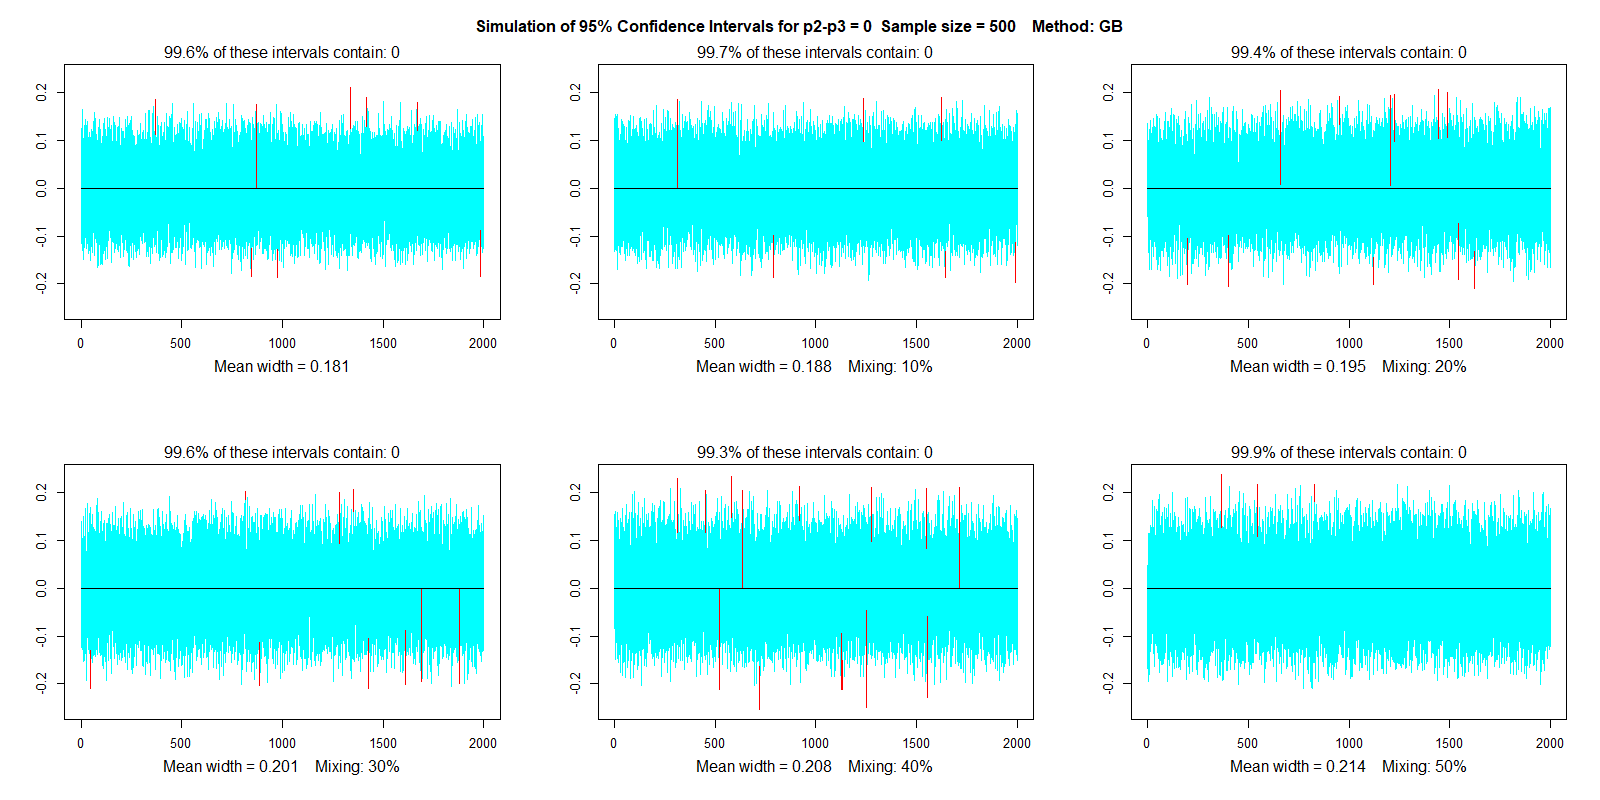 Simulation of 95% Confidence Intervals for p2-p3 = 0  Sample size = 500    Method: GB
99.6% of these intervals contain: 0
0.2
0.1
0.0
-0.1
-0.2
0 500 1000 1500 2000
Mean width = 0.181
99.7% of these intervals contain: 0
0.2
0.1
0.0
-0.1
-0.2
0 500 1000 1500 2000
Mean width = 0.188    Mixing: 10%
99.4% of these intervals contain: 0
0.2
0.1
0.0
-0.1
-0.2
0 500 1000 1500 2000
Mean width = 0.195    Mixing: 20%
99.6% of these intervals contain: 0
0.2
0.1
0.0
-0.1
-0.2
0 500 1000 1500 2000
Mean width = 0.201    Mixing: 30%
99.3% of these intervals contain: 0
0.2
0.1
0.0
-0.1
-0.2
0 500 1000 1500 2000
Mean width = 0.208    Mixing: 40%
99.9% of these intervals contain: 0
0.2
0.1
0.0
-0.1
-0.2
0 500 1000 1500 2000
Mean width = 0.214    Mixing: 50%